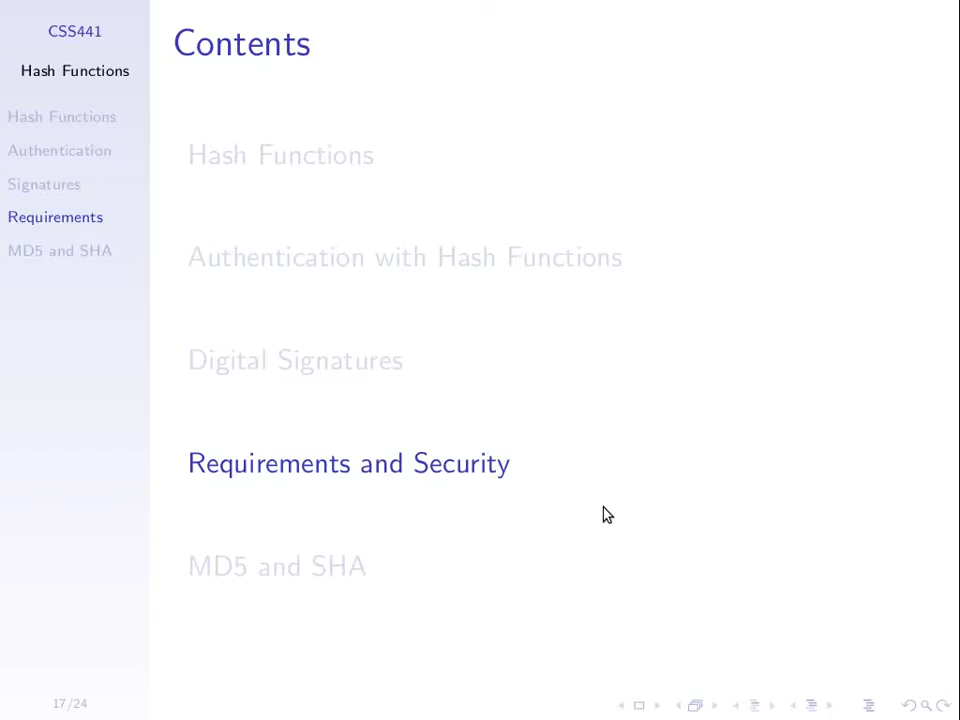 CSS441
Hash Functions
Hash Functions
Authentication
Signatures
Requirements
MD5 and SHA
17/24
Contents
Hash Functions
Authentication with Hash Functions
Digital Signatures
Requirements and Security
MD5 and SHA